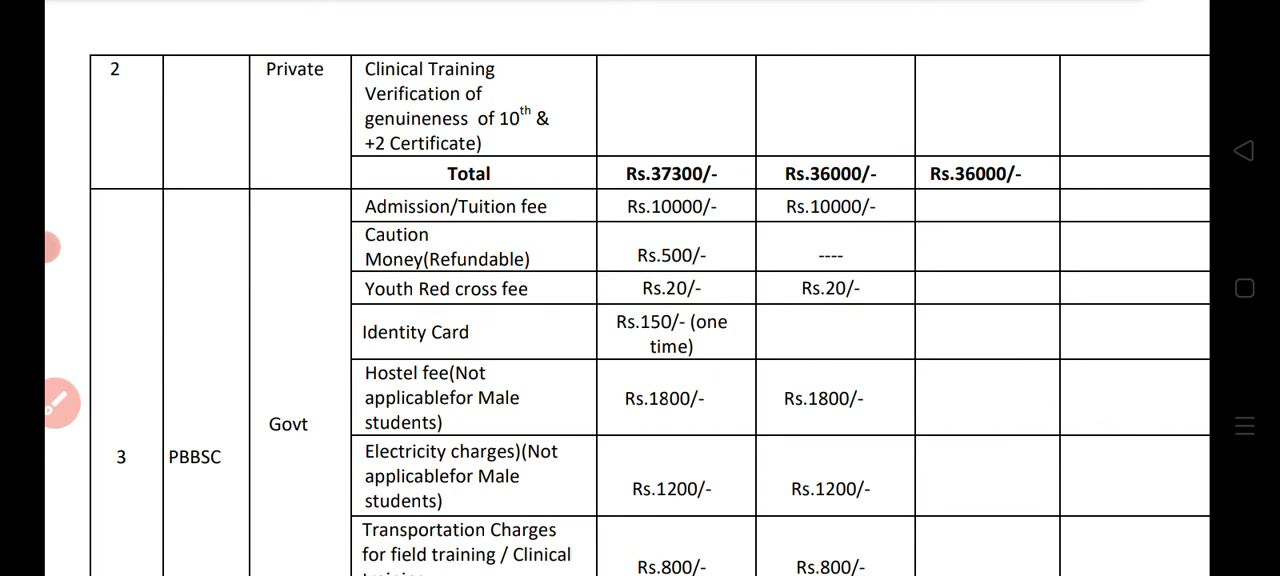 2 Private Clinical Training
Verification of
genuineness of 10th &
+2 Certificate)
Total Rs.37300/- Rs.36000/- Rs.36000/-
Admission/Tuition fee Rs.10000/- Rs.10000/-
Caution
Money(Refundable) Rs.500/- ----
Youth Red cross fee Rs.20/- Rs.20/-
Identity Card Rs.150/- (one
time)
Hostel fee(Not
applicablefor Male
students) Rs.1800/- Rs.1800/-
3 PBBSC Govt
Electricity charges)(Not
applicablefor Male
students) Rs.1200/- Rs.1200/-
Transportation Charges
for field training / Clinical
Rs.800/- Rs.800/-